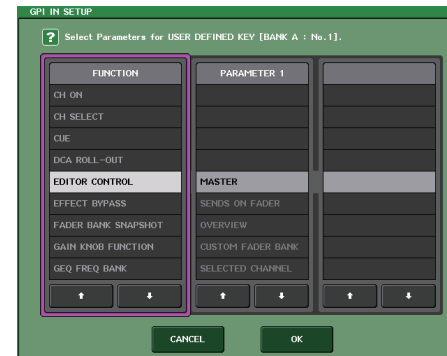 GPI IN SETUP
? Select Parameters for USER DEFINED KEY [BANK A : No.1].
FUNCTION
CH ON
CH SELECT
CUE
DCA ROLL-OUT
EDITOR CONTROL
EFFECT BYPASS
FADER BANK SNAPSHOT
GAIN KNOB FUNCTION
GEQ FREQ BANK
PARAMETER 1
MASTER
SENDS ON FADER
OVERVIEW
CUSTOM FADER BANK
SELECTED CHANNEL
CANCEL
OK